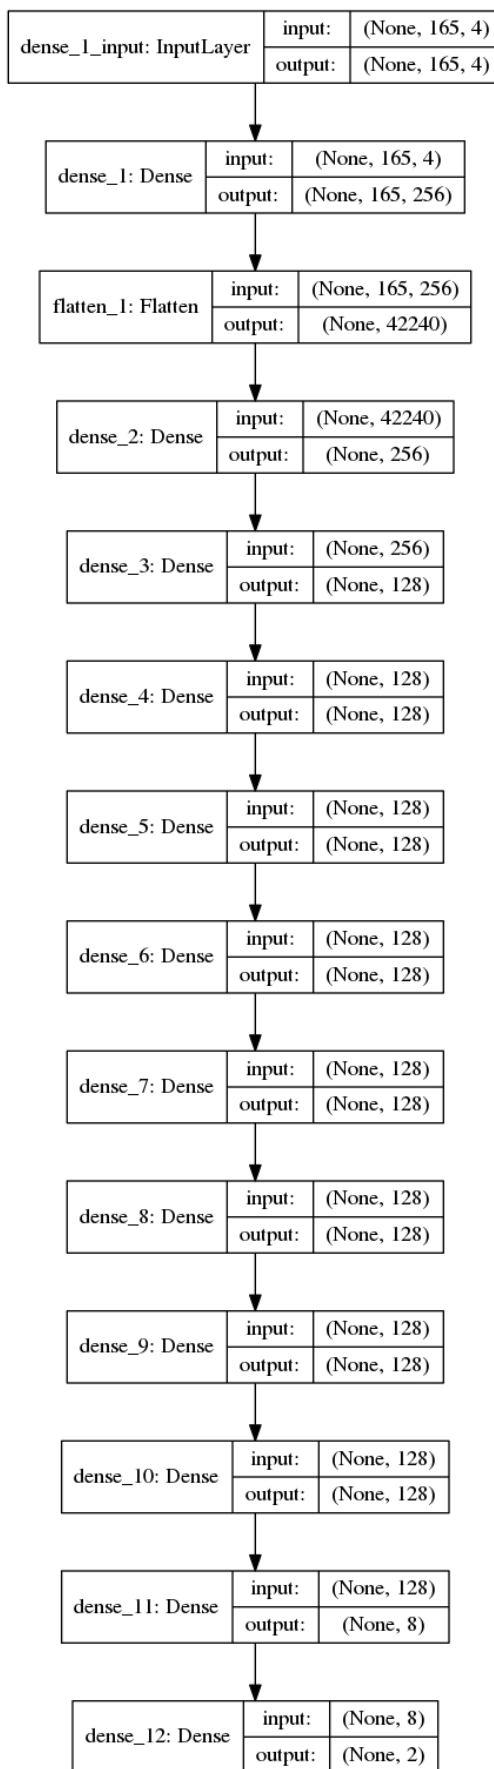 dense_1_input: InputLayer
input: (None, 165, 4)
output: (None, 165, 4)
dense_1: Dense
input: (None, 165, 4)
output: (None, 165, 256)
flatten_1: Flatten
input: (None, 165, 256)
output: (None, 42240)
dense_2: Dense
input: (None, 42240)
output: (None, 256)
dense_3: Dense
input: (None, 256)
output: (None, 128)
dense_4: Dense
input: (None, 128)
output: (None, 128)
dense_5: Dense
input: (None, 128)
output: (None, 128)
dense_6: Dense
input: (None, 128)
output: (None, 128)
dense_7: Dense
input: (None, 128)
output: (None, 128)
dense_8: Dense
input: (None, 128)
output: (None, 128)
dense_9: Dense
input: (None, 128)
output: (None, 128)
dense_10: Dense
input: (None, 128)
output: (None, 128)
dense_11: Dense
input: (None, 128)
output: (None, 8)
dense_12: Dense
input: (None, 8)
output: (None, 2)